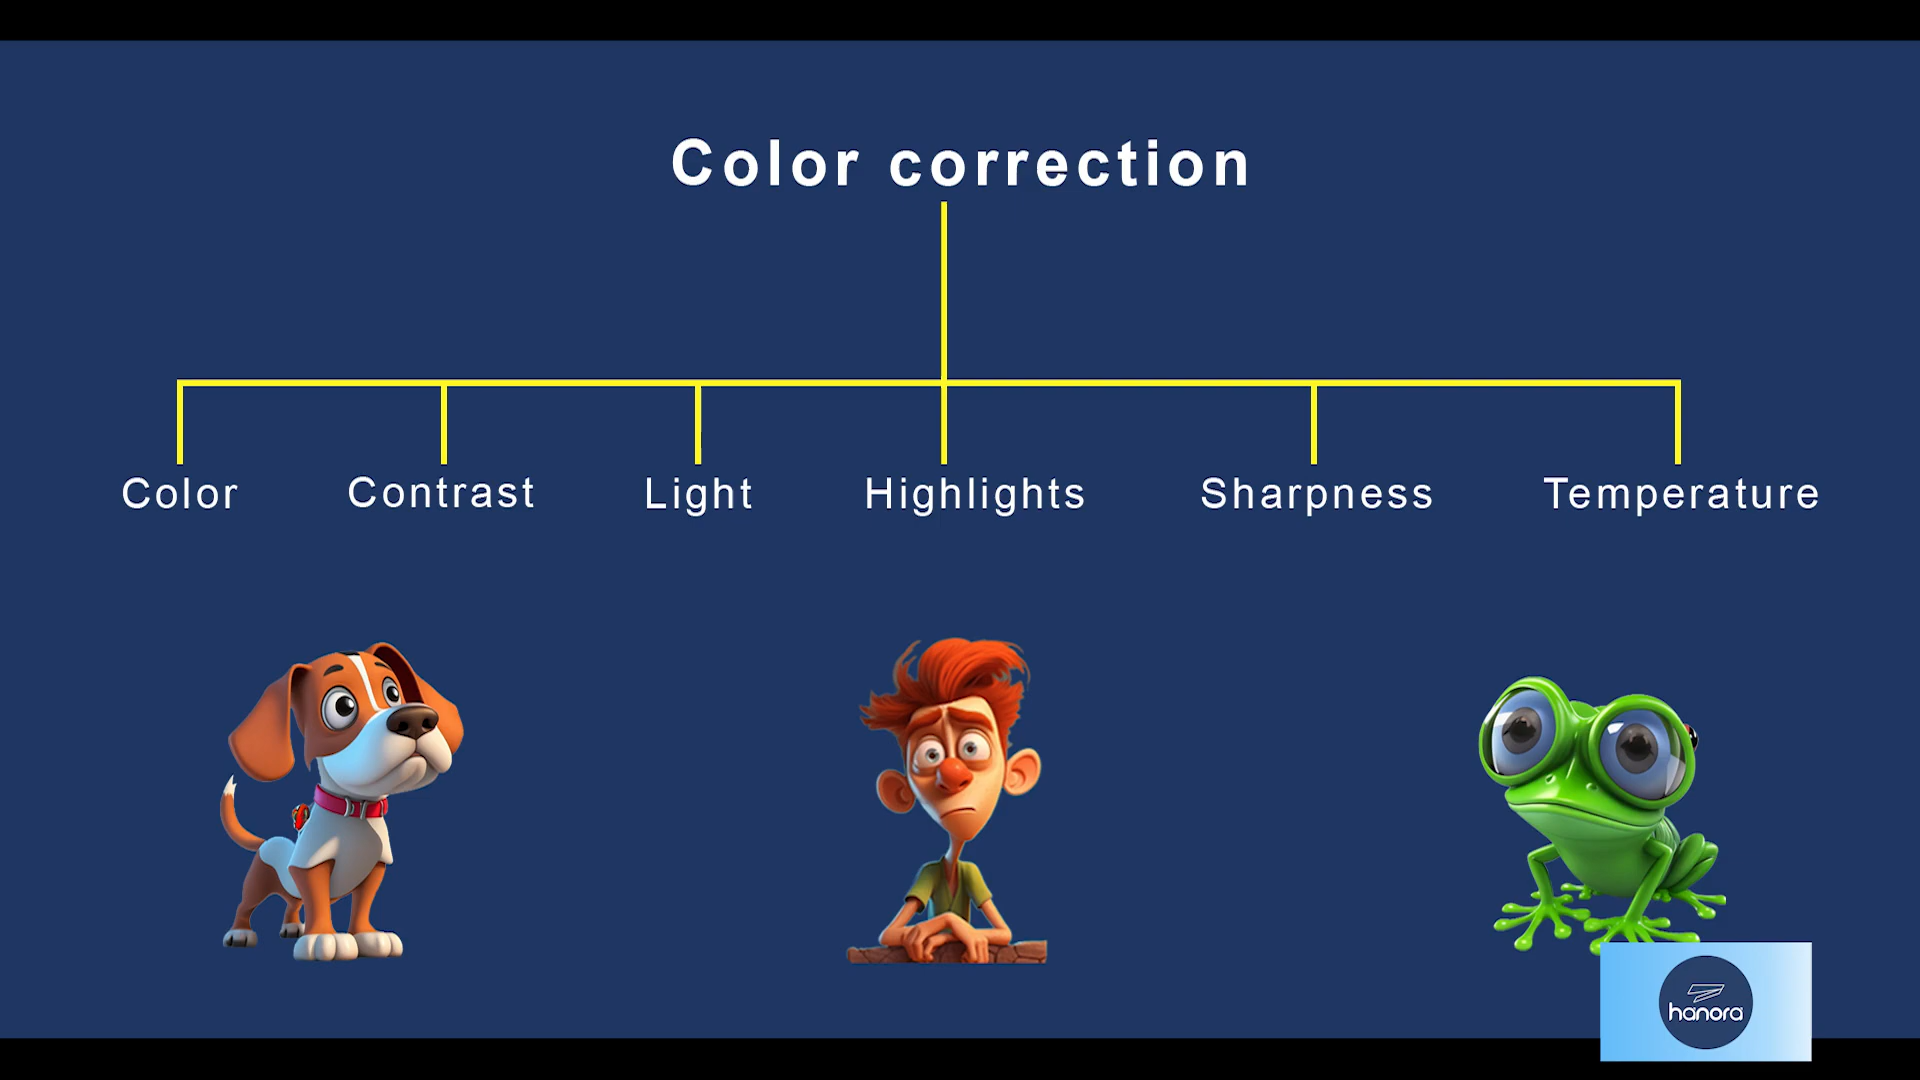 Color correction
Color
Contrast
Light
Highlights
Sharpness
Temperature
hanora